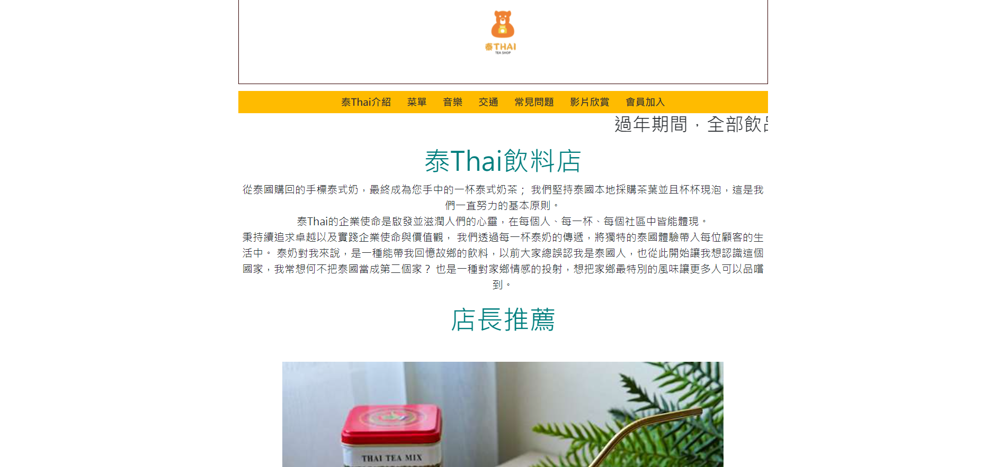 泰THAI
TEA SHOP
泰Thai介紹 菜單 音樂 交通 常見問題 影片欣賞 會員加入
過年期間，全部飲品
泰Thai飲料店
從泰國購回的手標泰式奶，最終成為您手中的一杯泰式奶茶； 我們堅持泰國本地採購茶葉並且杯杯現泡，這是我
們一直努力的基本原則。
泰Thai的企業使命是啟發並滋潤人們的心靈，在每個人、每一杯、每個社區中皆能體現。
秉持續追求卓越以及實踐企業使命與價值觀， 我們透過每一杯泰奶的傳遞，將獨特的泰國體驗帶入每位顧客的生
活中。 泰奶對我來說，是一種能帶我回憶故鄉的飲料，以前大家總誤認我是泰國人，也從此開始讓我想認識這個
國家，我常想何不把泰國當成第二個家？ 也是一種對家鄉情感的投射，想把家鄉最特別的風味讓更多人可以品嚐
到。
店長推薦
THAI TEA MIX